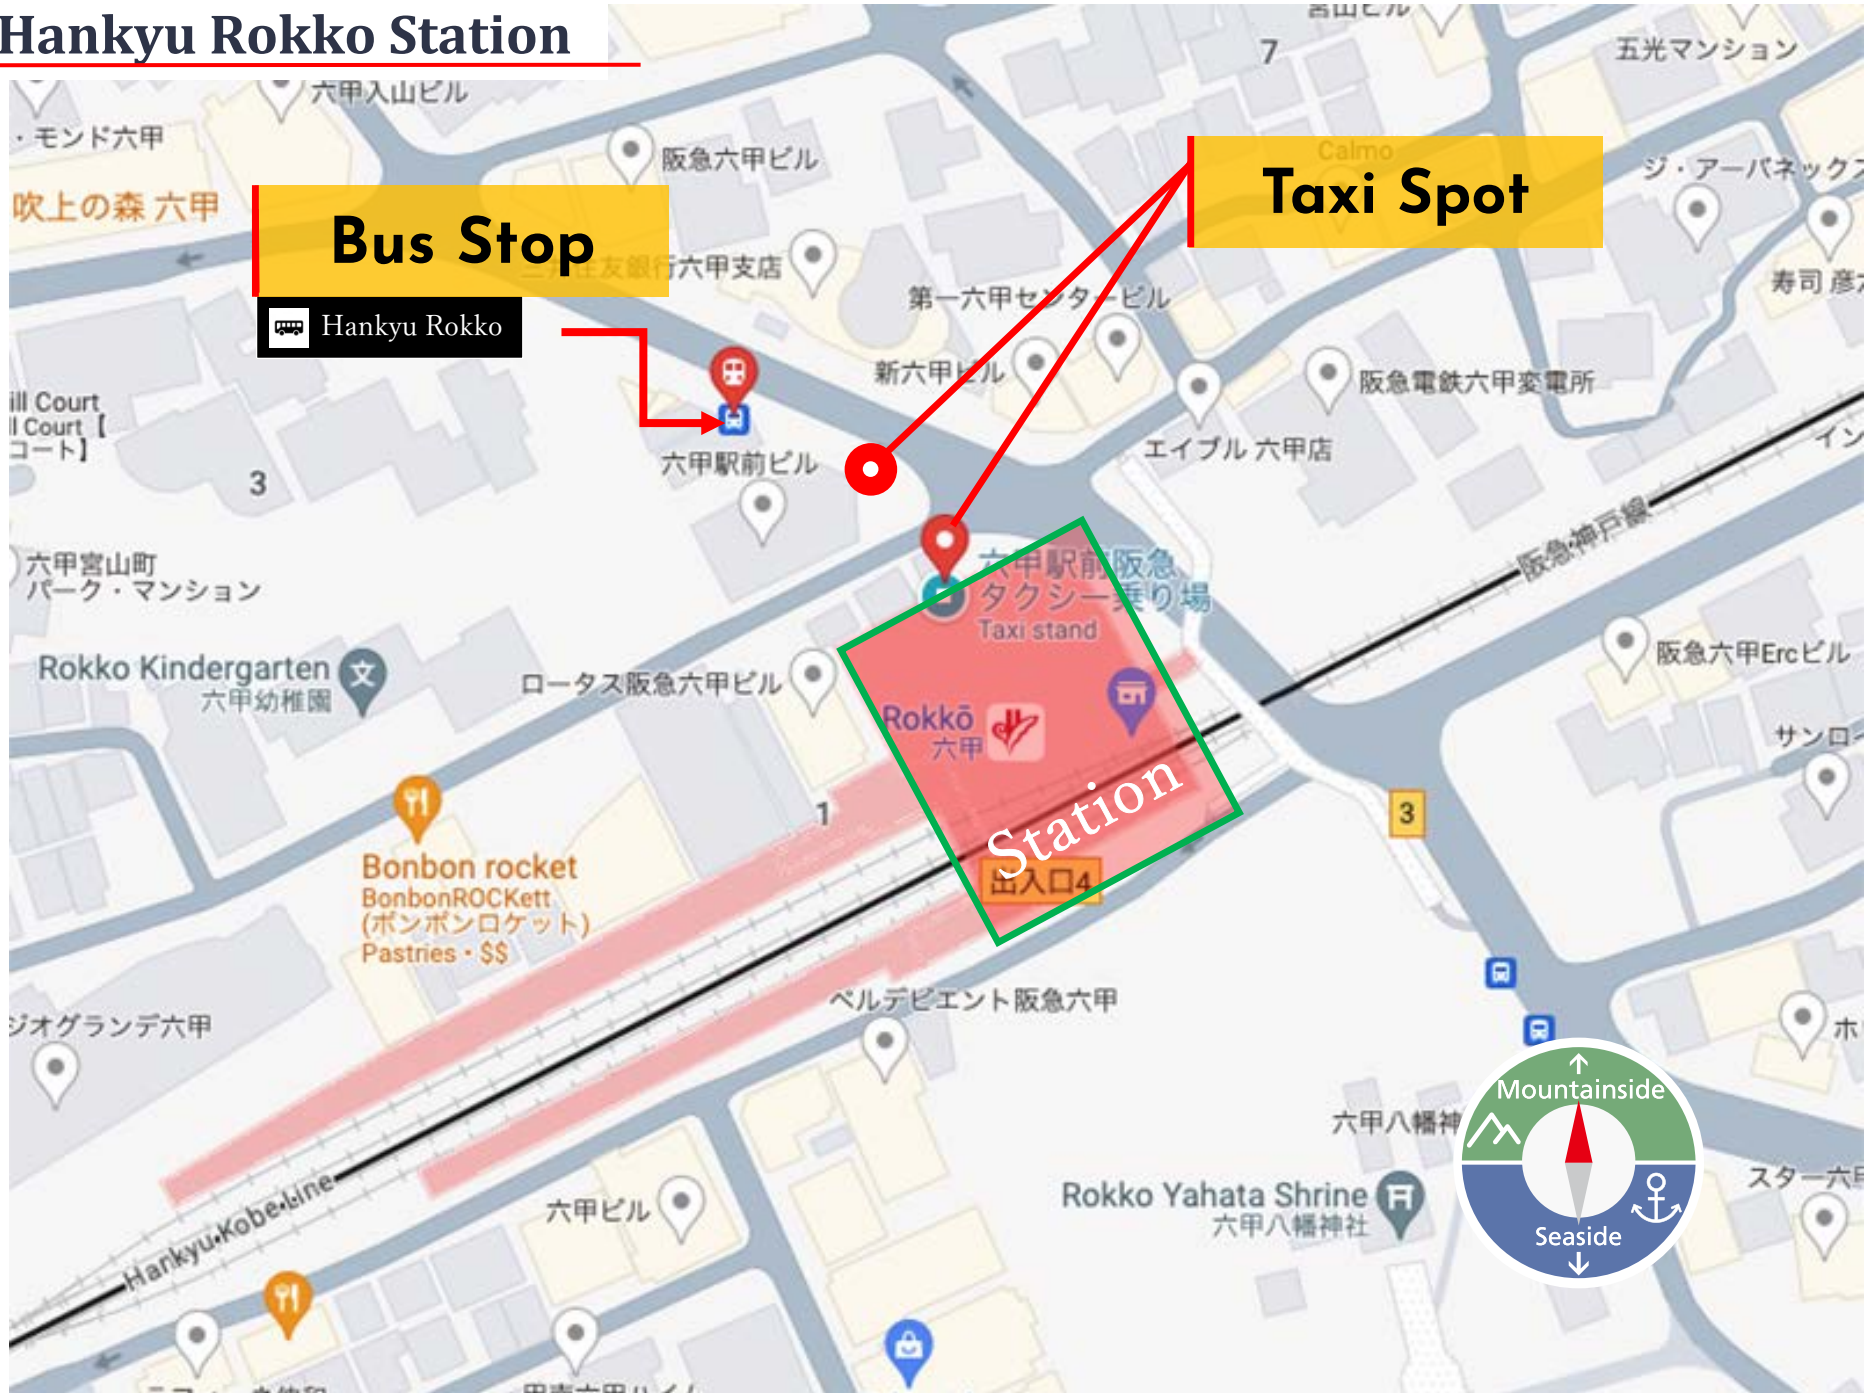 Hankyu Rokko Station
宮山ビル
7
五光マンション
六甲入山ビル
・モンド六甲
阪急六甲ビル
Calmo
ジ・アーバネックス
吹上の森 六甲
Taxi Spot
Bus Stop
三井住友銀行六甲支店
寿司 彦
第一六甲センタービル
Hankyu Rokko
新六甲ビル
阪急電鉄六甲変電所
ill Court
ll Court【
コート】
イン
エイブル 六甲店
六甲駅前ビル
3
阪急神戸線
六甲宮山町
パーク・マンション
六甲駅前阪急
タクシー乗り場
Taxi stand
Rokko Kindergarten
六甲幼稚園
ロータス阪急六甲ビル
阪急六甲Ercビル
Rokkō
六甲
サンロー
Station
1
3
出入口4
Bonbon rocket
BonbonROCKett
(ボンボンロケット)
Pastries・$$
ベルデビエント阪急六甲
ジオグランデ六甲
ホ
Mountainside
六甲八幡神
Rokko Yahata Shrine
六甲八幡神社
スター六甲
六甲ビル
Hankyu Kobe Line
Seaside